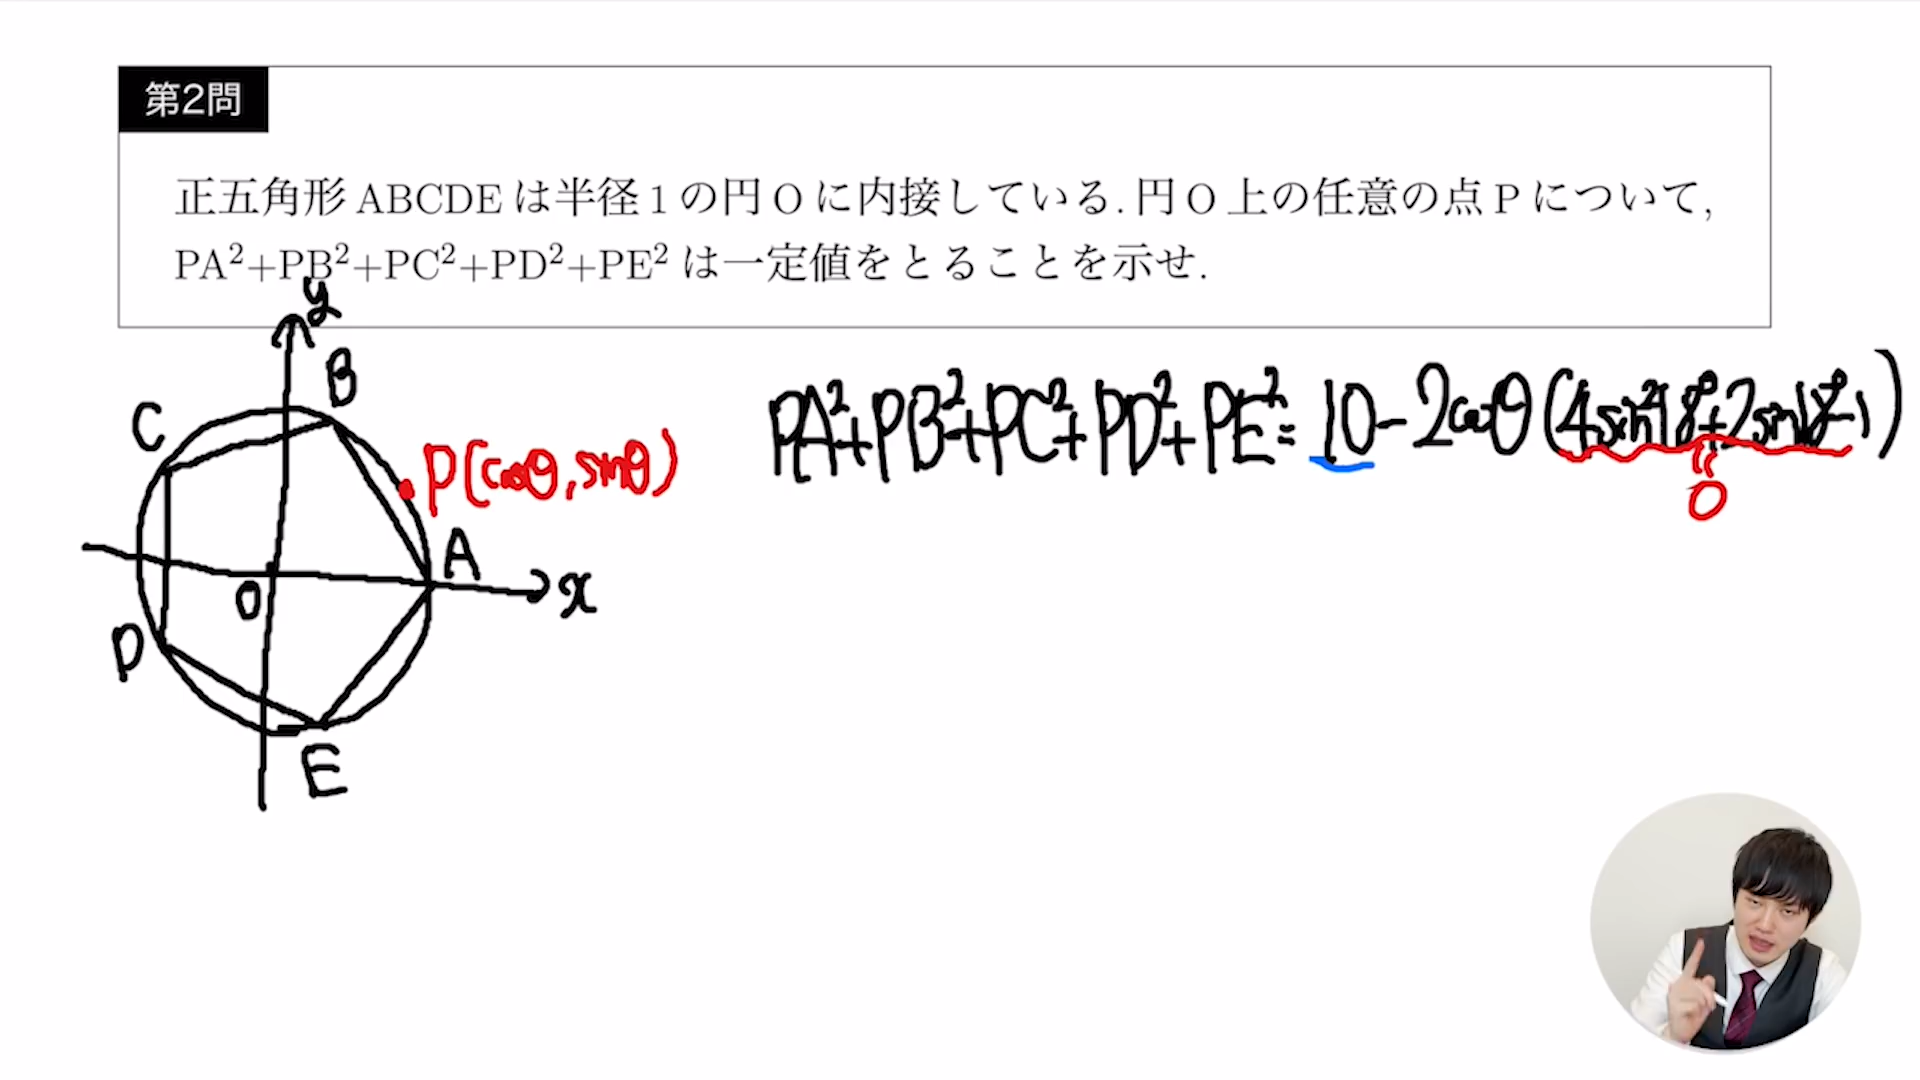 第2問
正五角形 ABCDE は半径 1 の円 O に内接している. 円 O 上の任意の点 P について,
PA²+PB²+PC²+PD²+PE² は一定値をとることを示せ.
y
B
C
P(cosθ, sinθ)
A
O
x
D
E
PA²+PB²+PC²+PD²+PE²=10-2cosθ(4sin²18°+2sin18°-1)
0